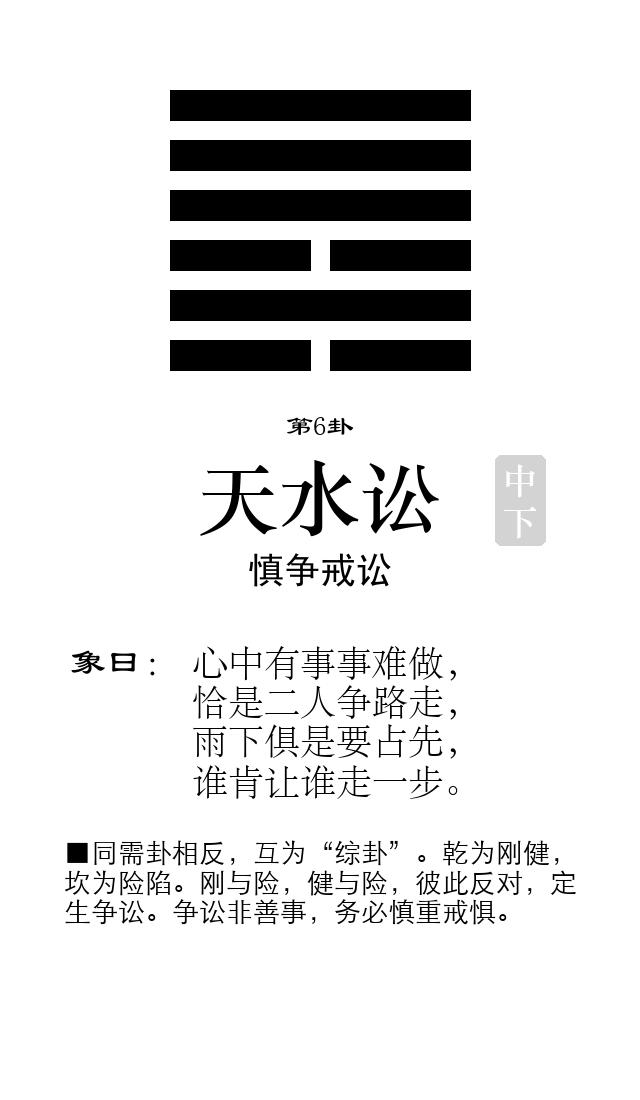 第6卦
天水讼
中
下
慎争戒讼
象曰：
心中有事事难做，
恰是二人争路走，
雨下俱是要占先，
谁肯让谁走一步。
■同需卦相反，互为“综卦”。乾为刚健，
坎为险陷。刚与险，健与险，彼此反对，定
生争讼。争讼非善事，务必慎重戒惧。